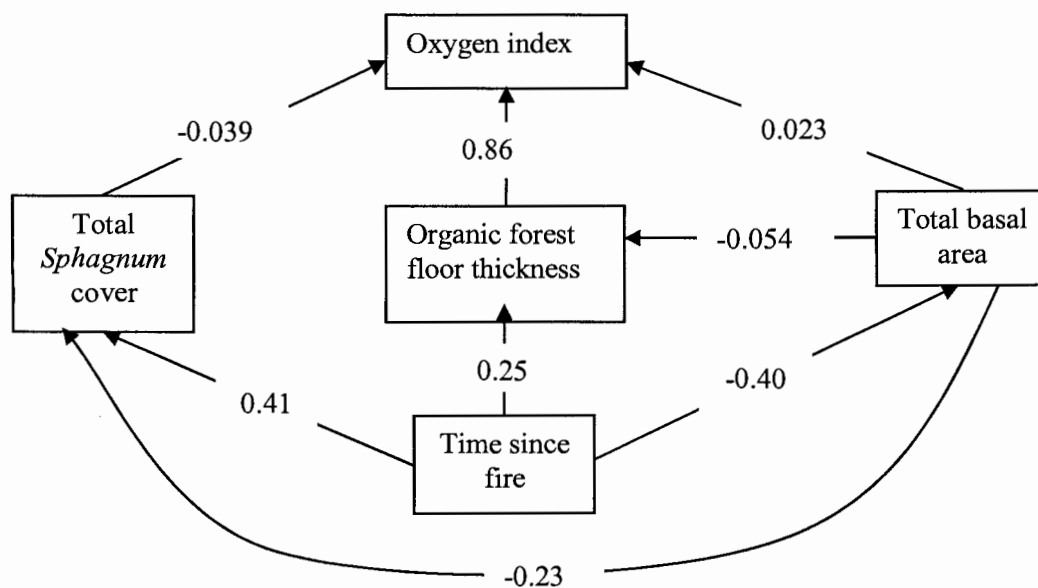 Oxygen index
-0.039
0.023
0.86
Total
Sphagnum
cover
Organic forest
floor thickness
-0.054
Total basal
area
0.41
0.25
-0.40
Time since
fire
-0.23